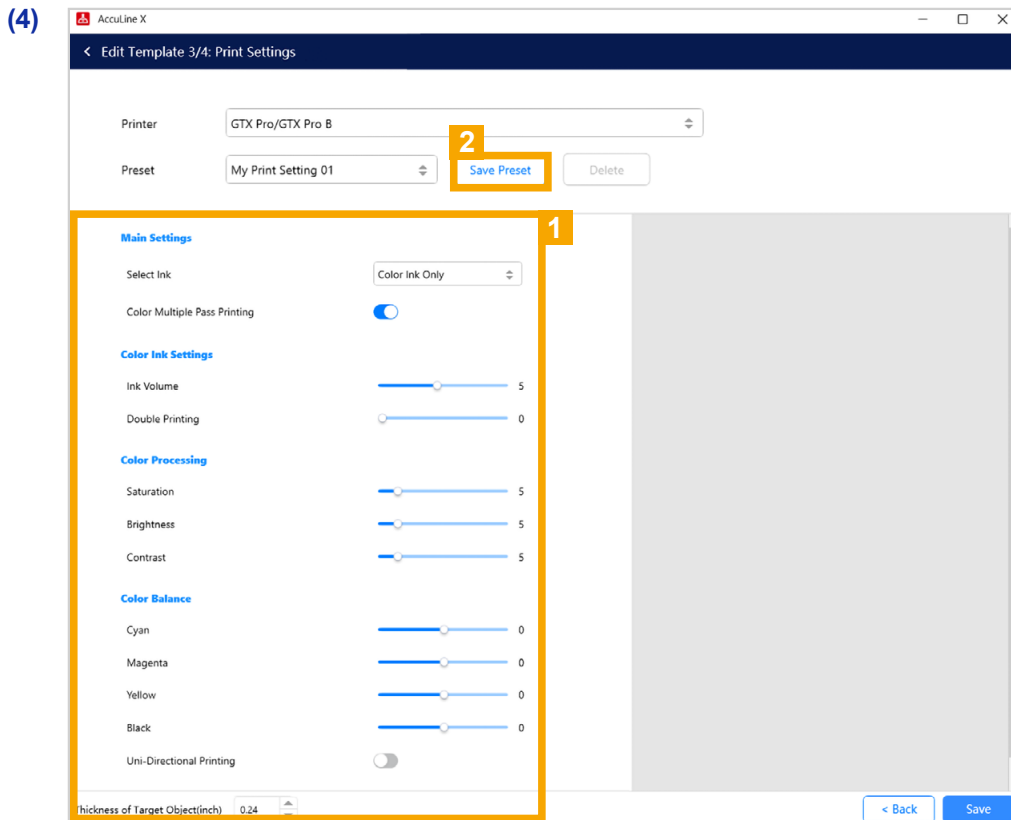 (4)
AccuLine X
< Edit Template 3/4: Print Settings
Printer GTX Pro/GTX Pro B
2
Preset My Print Setting 01 Save Preset Delete
1
Main Settings
Select Ink Color Ink Only
Color Multiple Pass Printing
Color Ink Settings
Ink Volume 5
Double Printing 0
Color Processing
Saturation 5
Brightness 5
Contrast 5
Color Balance
Cyan 0
Magenta 0
Yellow 0
Black 0
Uni-Directional Printing
Thickness of Target Object(inch) 0.24 < Back Save